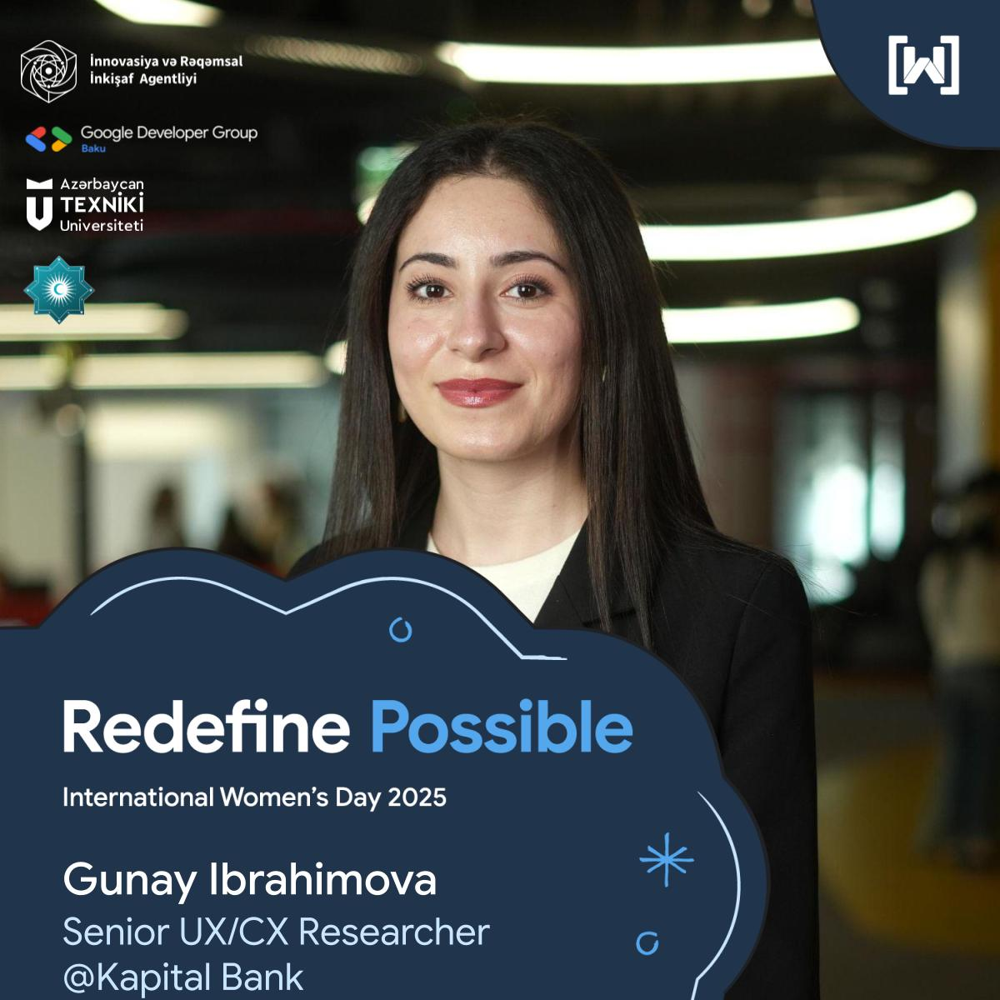 İnnovasiya və Rəqəmsal
İnkişaf Agentliyi
Google Developer Group
Baku
Azərbaycan
TEXNİKİ
Universiteti
[W]
Redefine Possible
International Women's Day 2025
Gunay Ibrahimova
Senior UX/CX Researcher
@Kapital Bank